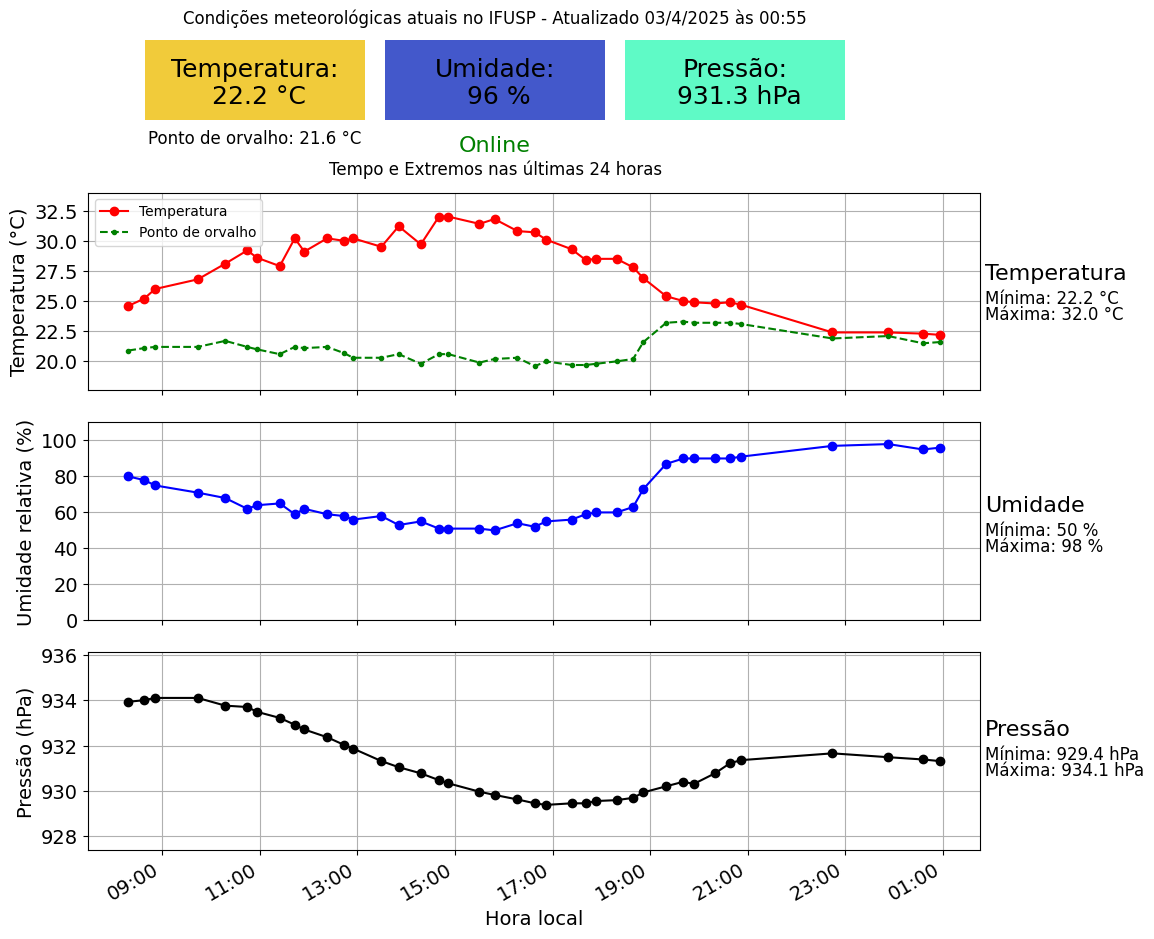 Condições meteorológicas atuais no IFUSP - Atualizado 03/4/2025 às 00:55
Temperatura:
22.2 °C
Umidade:
96 %
Pressão:
931.3 hPa
Ponto de orvalho: 21.6 °C
Online
Tempo e Extremos nas últimas 24 horas
Temperatura (°C)
32.5
30.0
27.5
25.0
22.5
20.0
Temperatura
Ponto de orvalho
Temperatura
Mínima: 22.2 °C
Máxima: 32.0 °C
Umidade relativa (%)
100
80
60
40
20
0
Umidade
Mínima: 50 %
Máxima: 98 %
Pressão (hPa)
936
934
932
930
928
Pressão
Mínima: 929.4 hPa
Máxima: 934.1 hPa
09:00
11:00
13:00
15:00
17:00
19:00
21:00
23:00
01:00
Hora local